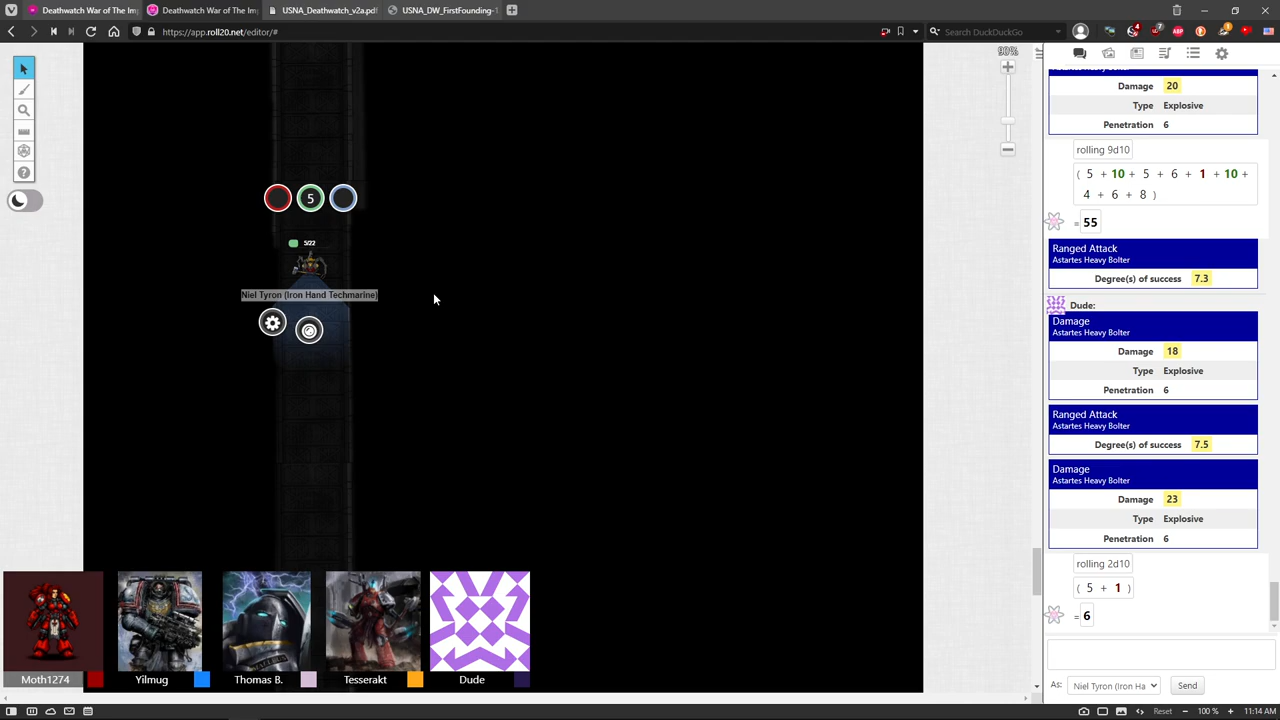 Deathwatch War of The Im
Deathwatch War of The Im
USNA_Deathwatch_v2a.pd
USNA_DW_FirstFounding-1
https://app.roll20.net/editor/#
Search DuckDuckGo
90%
5
5/22
Niel Tyron (Iron Hand Techmarine)
Moth1274
Yilmug
Thomas B.
Tesserakt
Dude
Damage 20
Type Explosive
Penetration 6
rolling 9d10
( 5 + 10 + 5 + 6 + 1 + 10 +
4 + 6 + 8 )
= 55
Ranged Attack
Astartes Heavy Bolter
Degree(s) of success 7.3
Dude:
Damage
Astartes Heavy Bolter
Damage 18
Type Explosive
Penetration 6
Ranged Attack
Astartes Heavy Bolter
Degree(s) of success 7.5
Damage
Astartes Heavy Bolter
Damage 23
Type Explosive
Penetration 6
rolling 2d10
( 5 + 1 )
= 6
As: Niel Tyron (Iron Ha
Send
Reset
100 %
11:14 AM